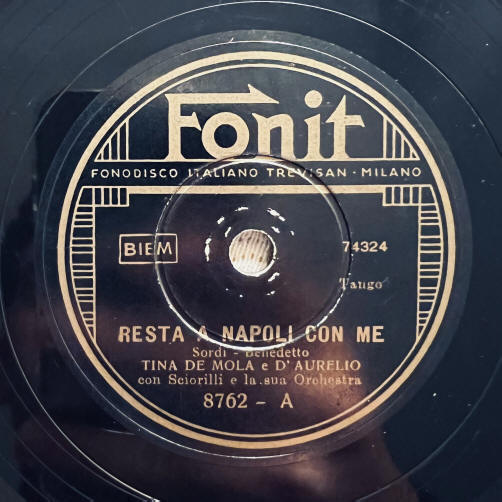 Fonit
FONODISCO ITALIANO TREVISAN · MILANO
BIEM
74324
Tango
RESTA A NAPOLI CON ME
Sordi - Benedetto
TINA DE MOLA e D'AURELIO
con Sciorilli e la sua Orchestra
8762 - A